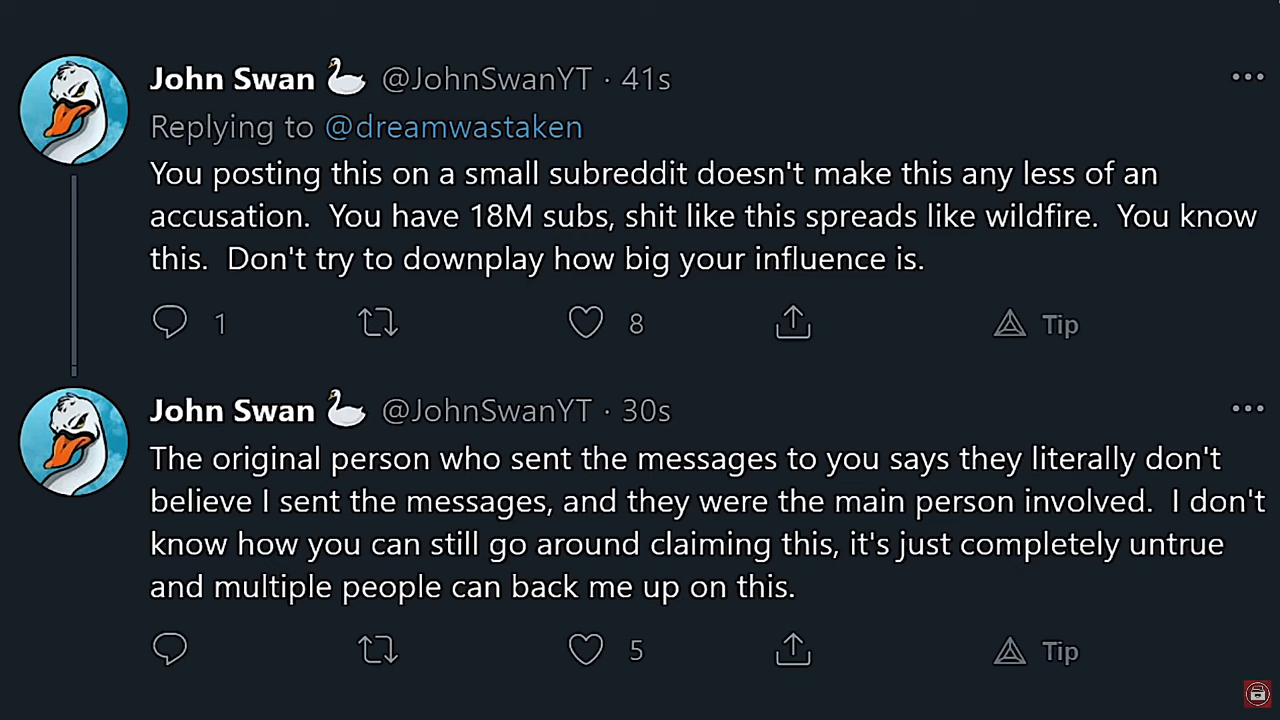 John Swan 🦢 @JohnSwanYT · 41s
Replying to @dreamwastaken
You posting this on a small subreddit doesn't make this any less of an
accusation.  You have 18M subs, shit like this spreads like wildfire.  You know
this.  Don't try to downplay how big your influence is.
1 8 Tip
John Swan 🦢 @JohnSwanYT · 30s
The original person who sent the messages to you says they literally don't
believe I sent the messages, and they were the main person involved.  I don't
know how you can still go around claiming this, it's just completely untrue
and multiple people can back me up on this.
5 Tip